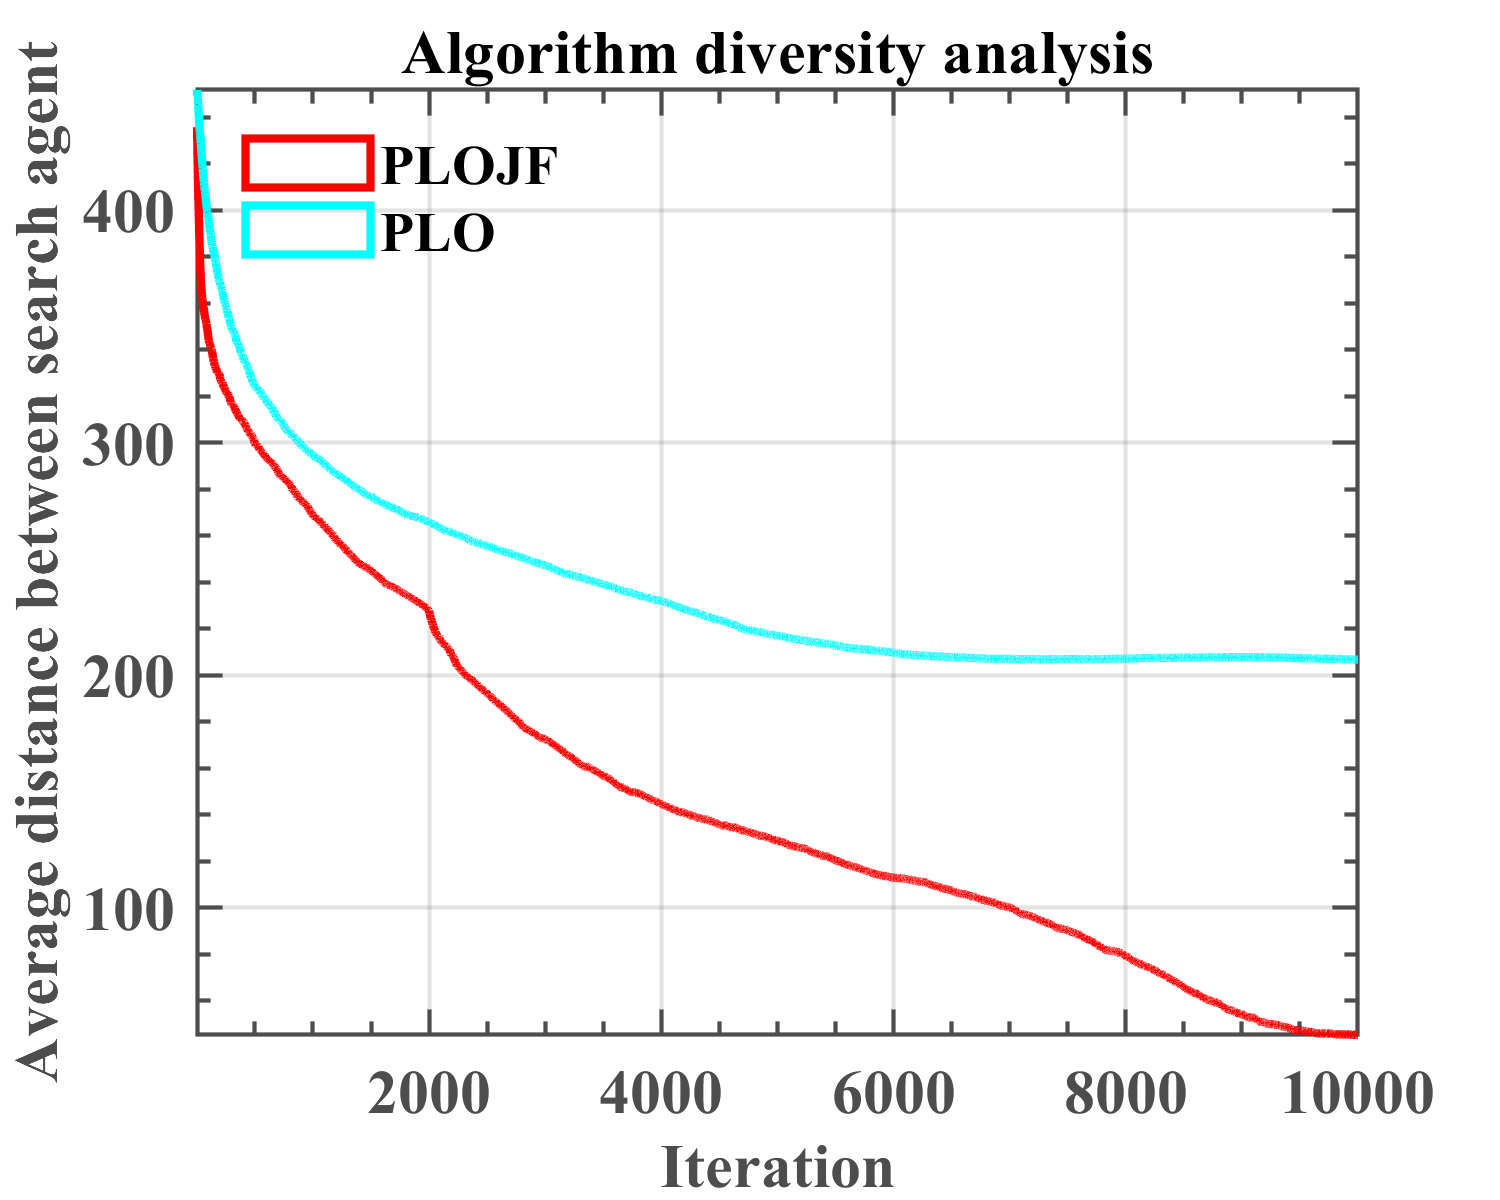 Algorithm diversity analysis
Average distance between search agent
PLOJF
PLO
400
300
200
100
2000 4000 6000 8000 10000
Iteration